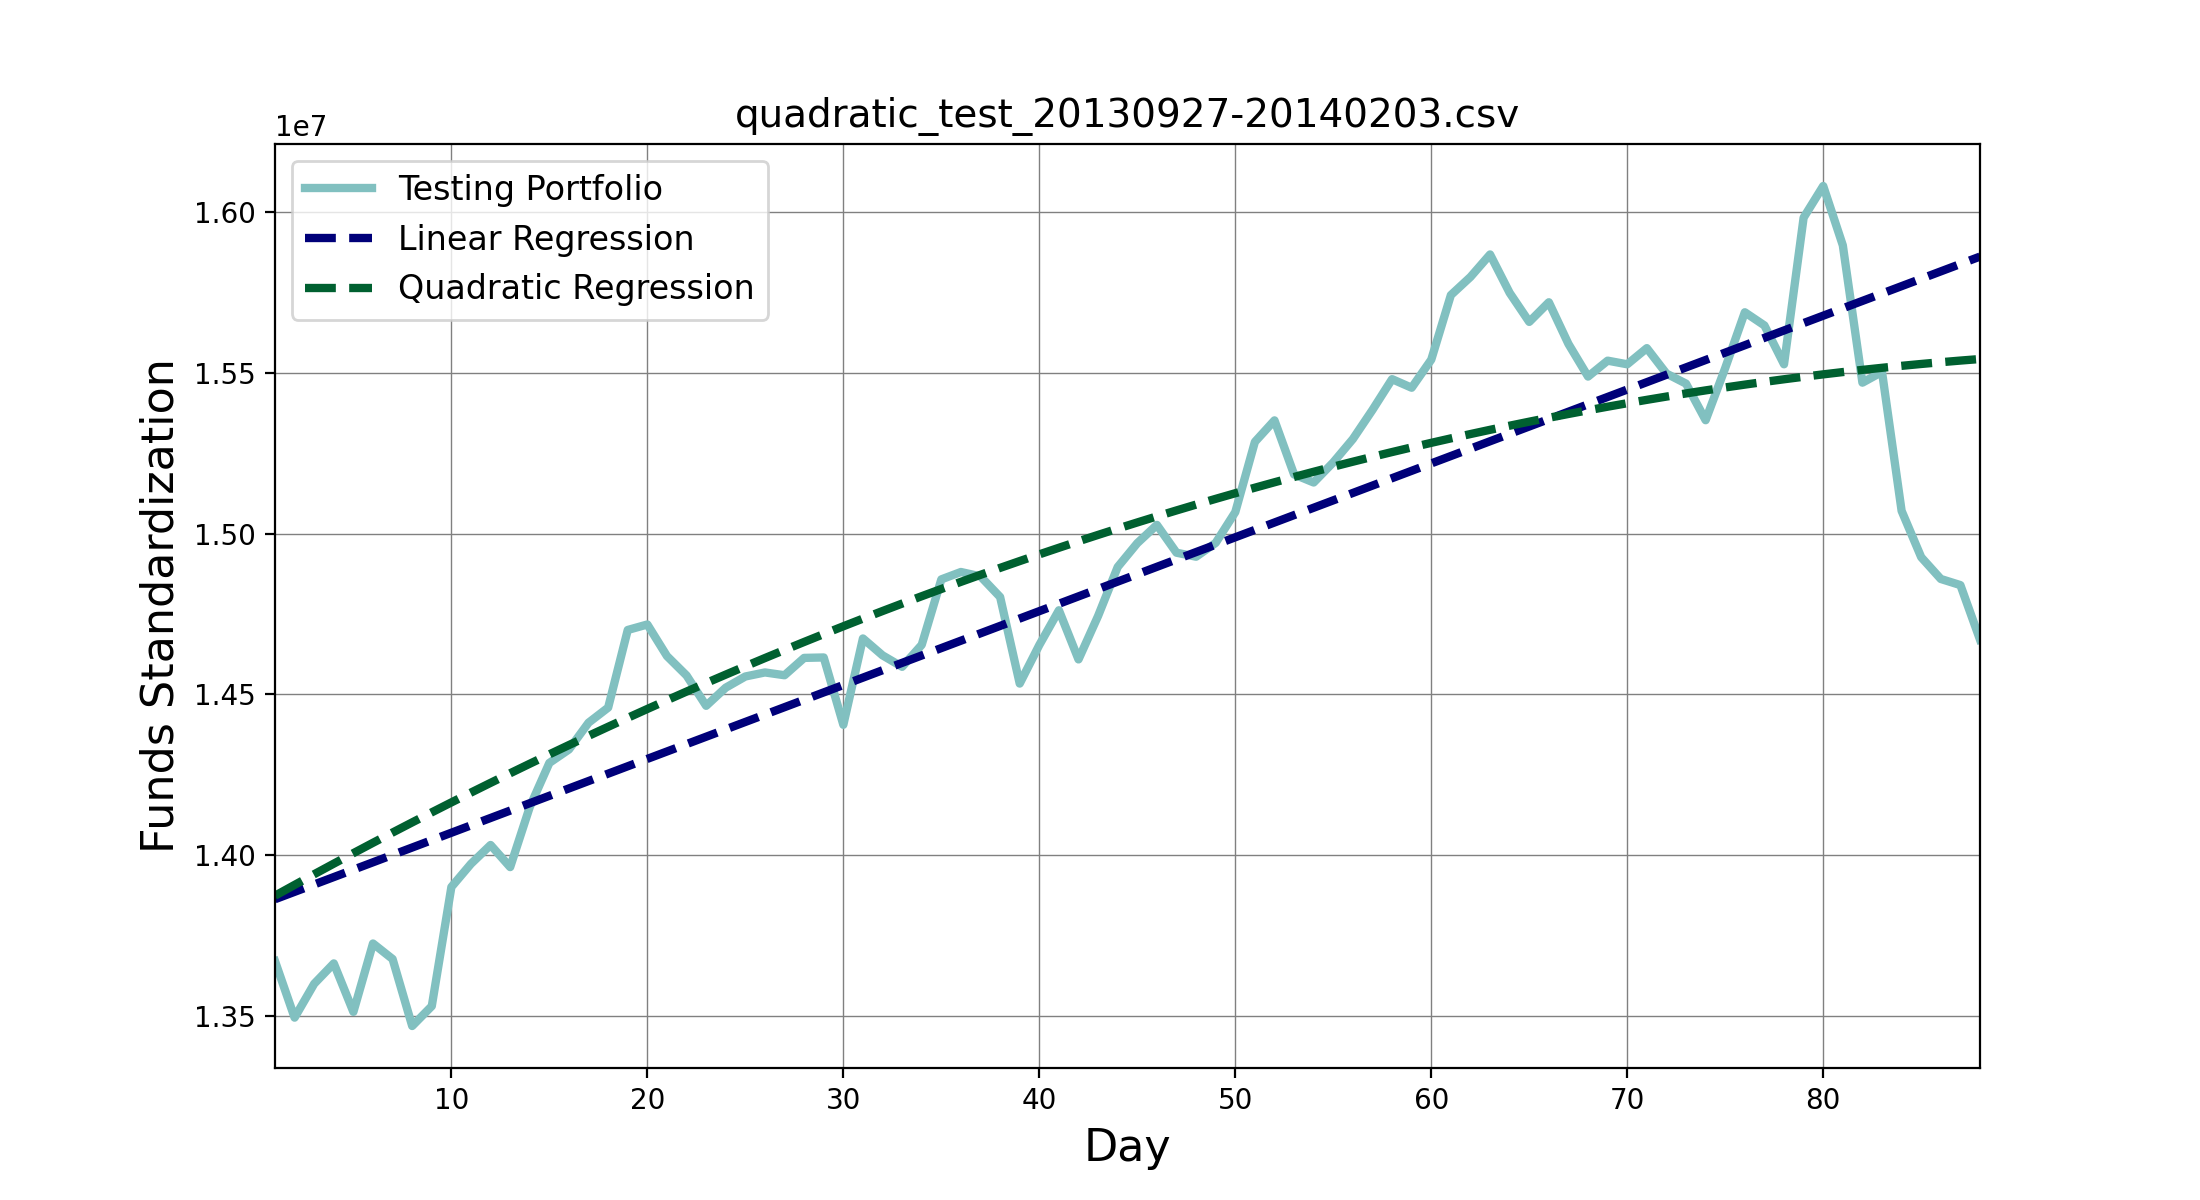 quadratic_test_20130927-20140203.csv
1e7
Testing Portfolio
Linear Regression
Quadratic Regression
1.60
1.55
1.50
1.45
1.40
1.35
Funds Standardization
10 20 30 40 50 60 70 80
Day